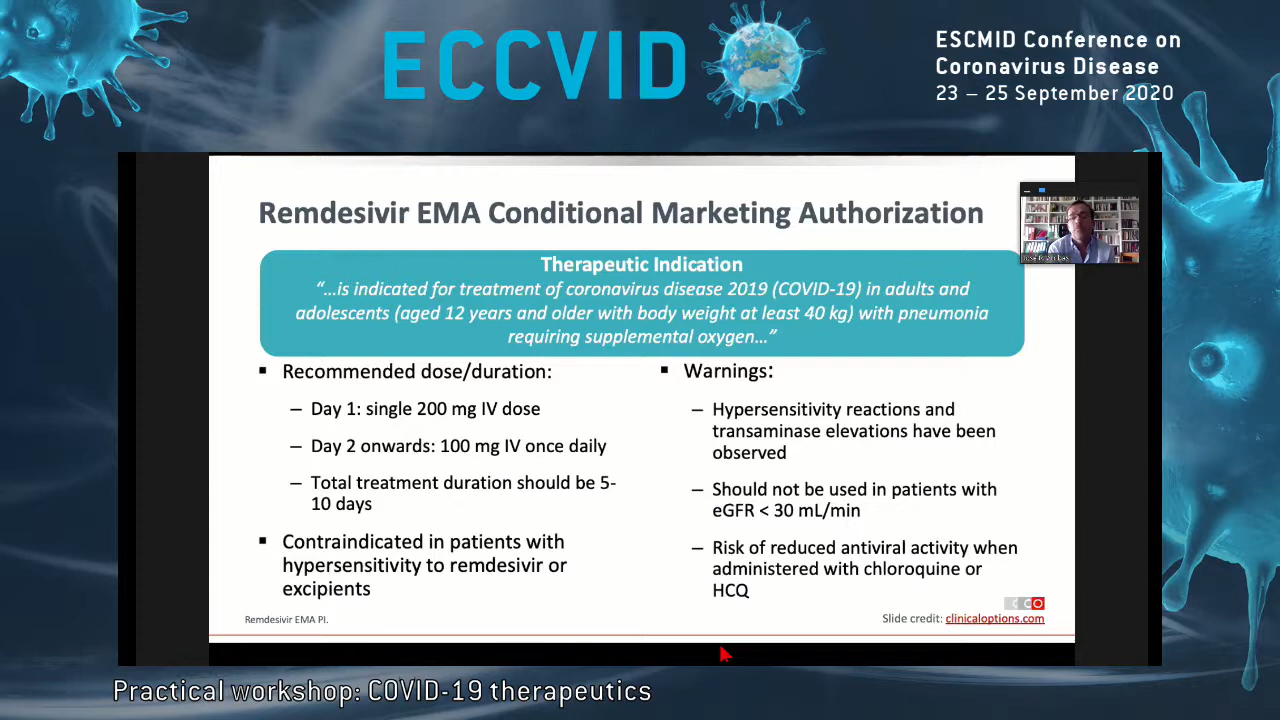 ECCVID
ESCMID Conference on
Coronavirus Disease
23 – 25 September 2020
Remdesivir EMA Conditional Marketing Authorization
Therapeutic Indication
“…is indicated for treatment of coronavirus disease 2019 (COVID-19) in adults and
adolescents (aged 12 years and older with body weight at least 40 kg) with pneumonia
requiring supplemental oxygen…”
▪ Recommended dose/duration:
– Day 1: single 200 mg IV dose
– Day 2 onwards: 100 mg IV once daily
– Total treatment duration should be 5-
10 days
▪ Contraindicated in patients with
hypersensitivity to remdesivir or
excipients
▪ Warnings:
– Hypersensitivity reactions and
transaminase elevations have been
observed
– Should not be used in patients with
eGFR < 30 mL/min
– Risk of reduced antiviral activity when
administered with chloroquine or
HCQ
CCO
Remdesivir EMA PI.
Slide credit: clinicaloptions.com
Practical workshop: COVID-19 therapeutics